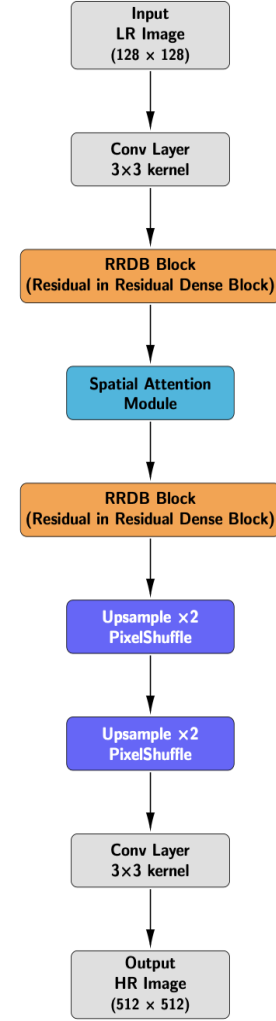 Input
LR Image
(128 × 128)
Conv Layer
3×3 kernel
RRDB Block
(Residual in Residual Dense Block)
Spatial Attention
Module
RRDB Block
(Residual in Residual Dense Block)
Upsample ×2
PixelShuffle
Upsample ×2
PixelShuffle
Conv Layer
3×3 kernel
Output
HR Image
(512 × 512)